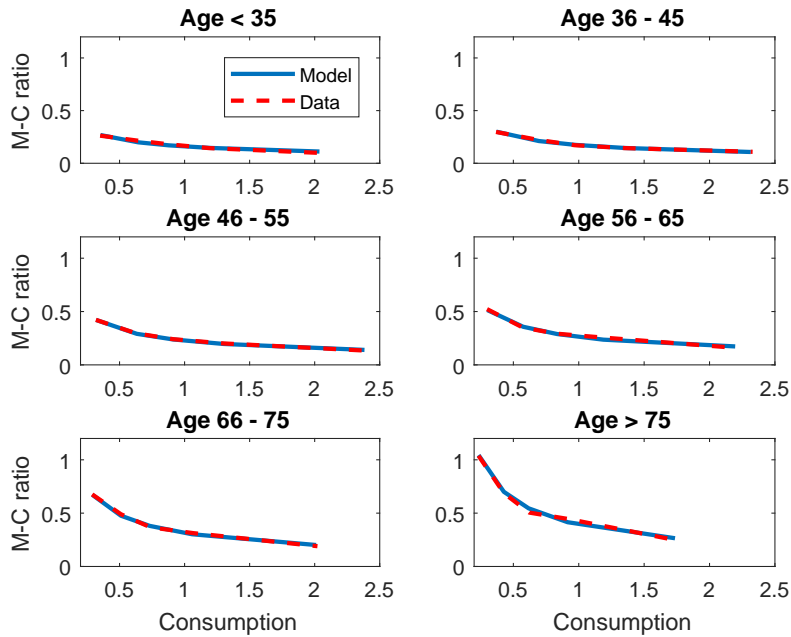 Age < 35
Age 36 - 45
M-C ratio
1
0.5
0
Model
Data
1
0.5
0
0.5 1 1.5 2 2.5
0.5 1 1.5 2 2.5
Age 46 - 55
Age 56 - 65
M-C ratio
1
0.5
0
1
0.5
0
0.5 1 1.5 2 2.5
0.5 1 1.5 2 2.5
Age 66 - 75
Age > 75
M-C ratio
1
0.5
0
1
0.5
0
0.5 1 1.5 2 2.5
0.5 1 1.5 2 2.5
Consumption
Consumption